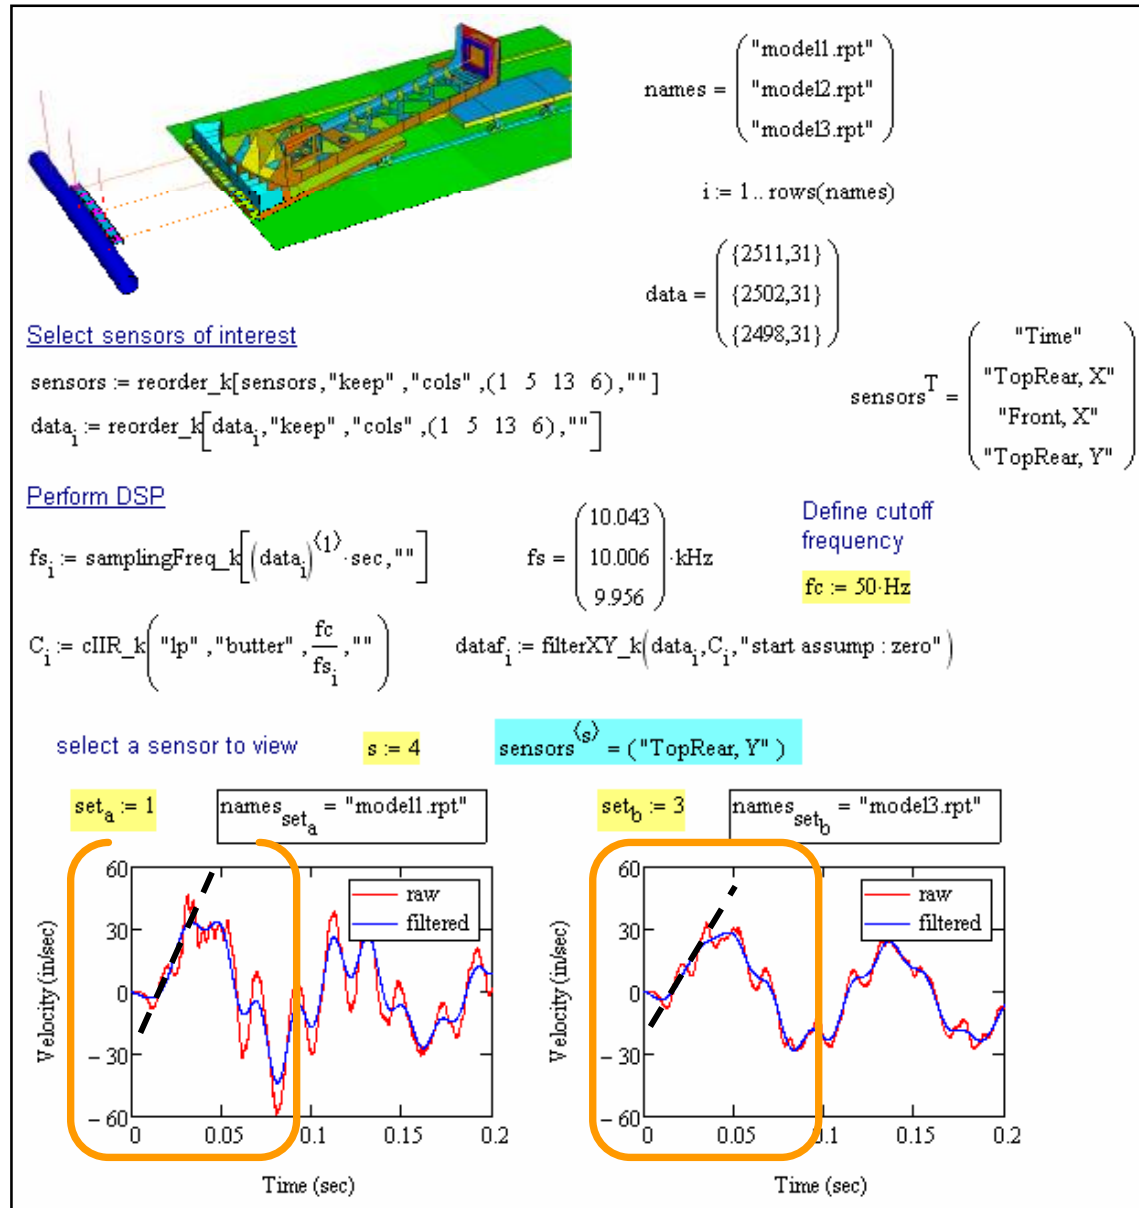 names = ( "model1.rpt"
"model2.rpt"
"model3.rpt" )
i := 1 .. rows(names)
data = ( {2511,31}
{2502,31}
{2498,31} )
Select sensors of interest
sensors := reorder_k[sensors,"keep" ,"cols" ,(1 5 13 6) ,""]
data_i := reorder_k[data_i,"keep" ,"cols" ,(1 5 13 6) ,""]
sensors^T = ( "Time"
"TopRear, X"
"Front, X"
"TopRear, Y" )
Perform DSP
fs_i := samplingFreq_k[(data_i)^⟨1⟩·sec ,""]
fs = ( 10.043
10.006
9.956 ) ·kHz
Define cutoff
frequency
fc := 50·Hz
C_i := cIIR_k( "lp" ,"butter" , fc/fs_i ,"" )
dataf_i := filterXY_k(data_i,C_i,"start assump : zero" )
select a sensor to view
s := 4
sensors^⟨s⟩ = ( "TopRear, Y" )
set_a := 1
names_set_a = "model1.rpt"
60
30
0
− 30
− 60
Velocity (in/sec)
raw
filtered
0 0.05 0.1 0.15 0.2
Time (sec)
set_b := 3
names_set_b = "model3.rpt"
60
30
0
− 30
− 60
Velocity (in/sec)
raw
filtered
0 0.05 0.1 0.15 0.2
Time (sec)